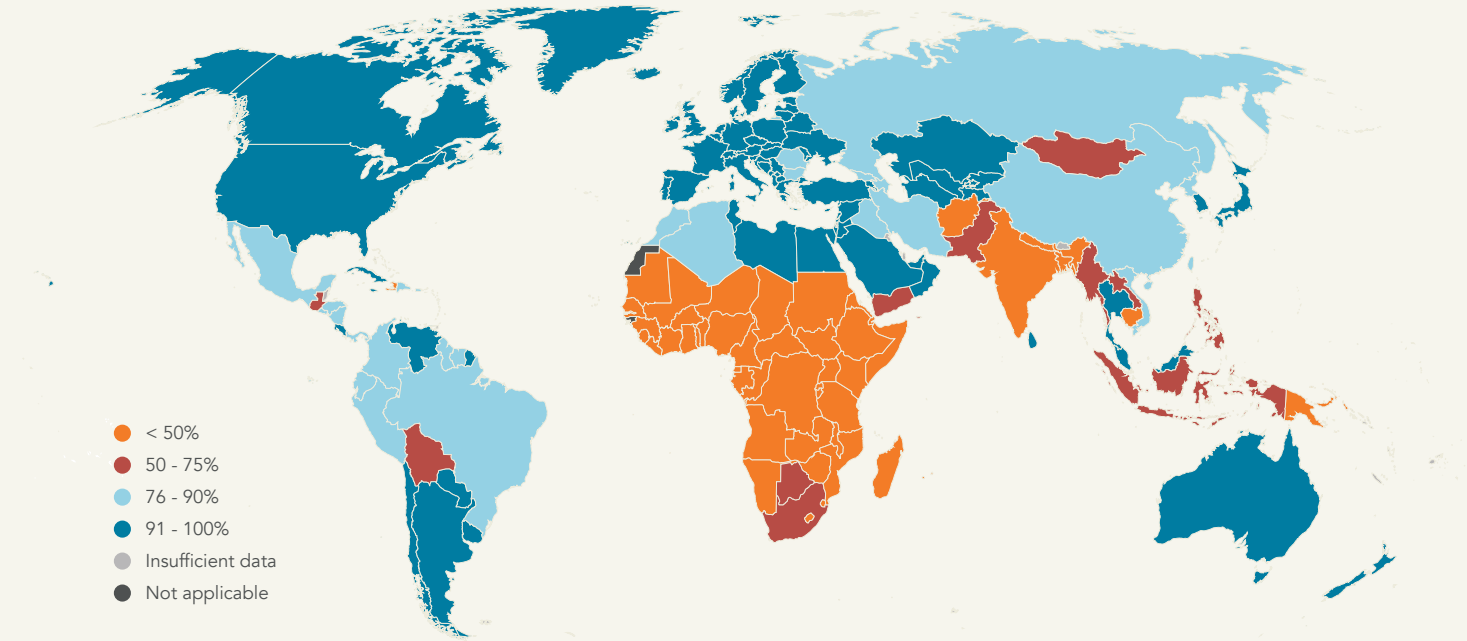 < 50%
50 - 75%
76 - 90%
91 - 100%
Insufficient data
Not applicable